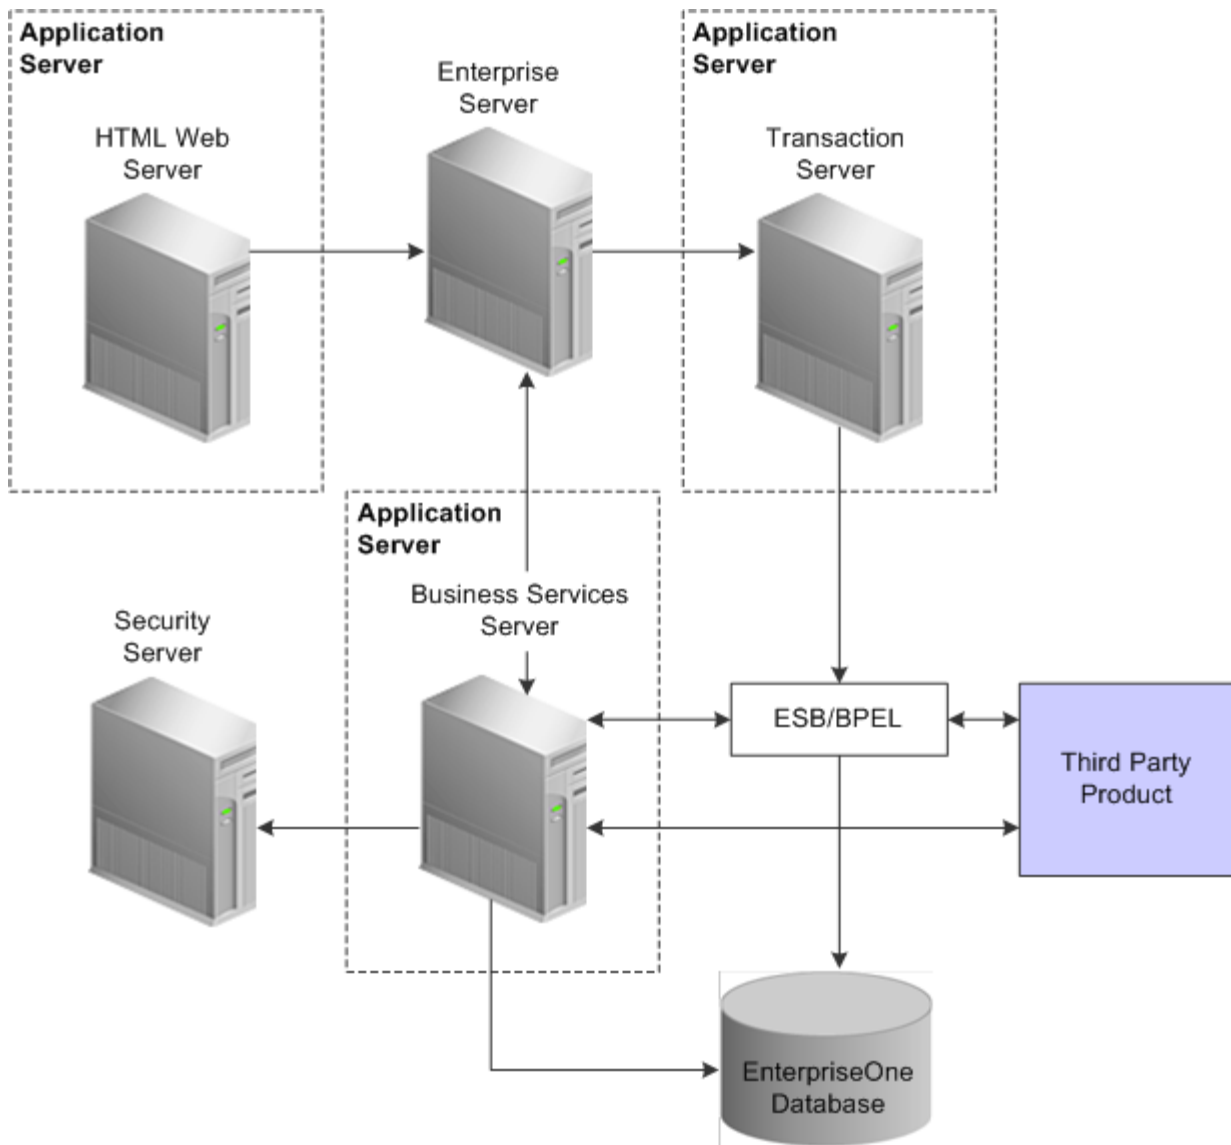 Application
Server
HTML Web
Server
Enterprise
Server
Application
Server
Transaction
Server
Application
Server
Business Services
Server
Security
Server
ESB/BPEL
Third Party
Product
EnterpriseOne
Database